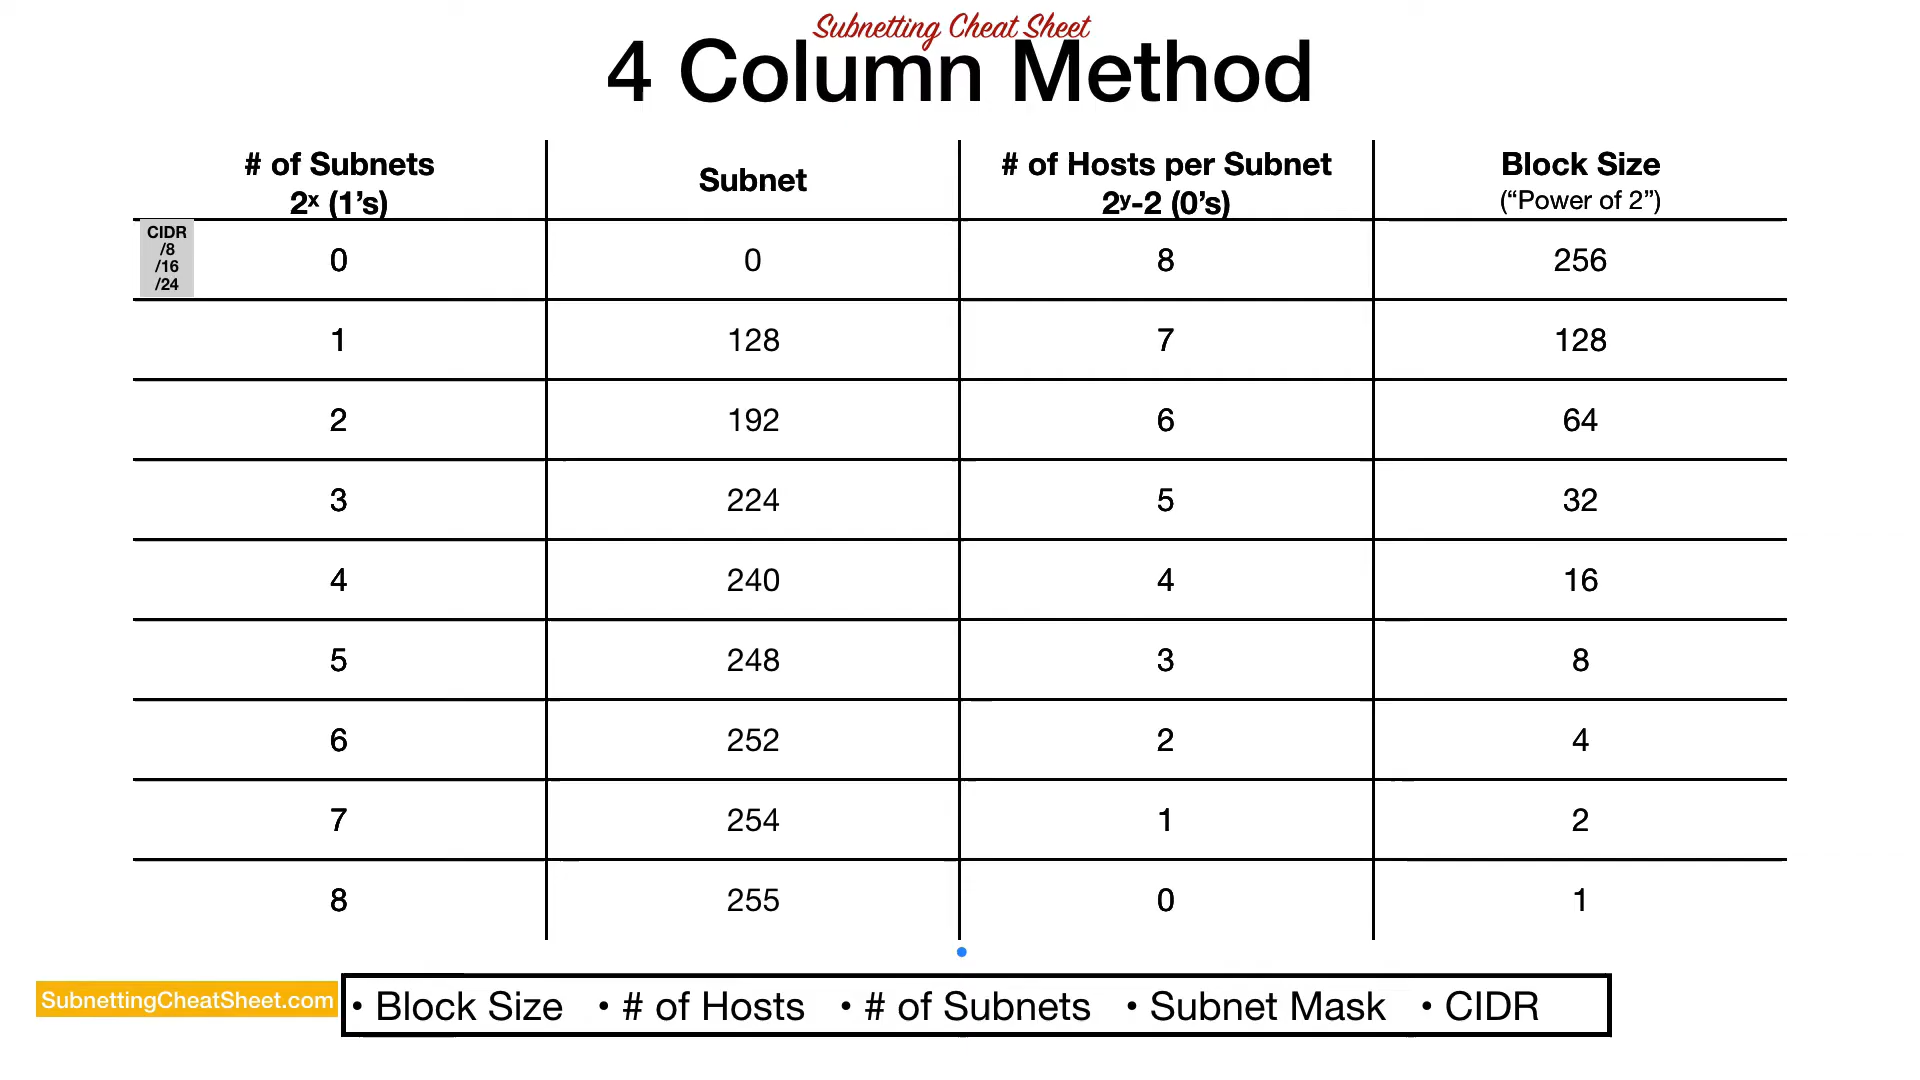 Subnetting Cheat Sheet
4 Column Method
# of Subnets
2ˣ (1’s)
Subnet
# of Hosts per Subnet
2ʸ-2 (0’s)
Block Size
(“Power of 2”)
CIDR
/8
/16
/24
0 0 8 256
1 128 7 128
2 192 6 64
3 224 5 32
4 240 4 16
5 248 3 8
6 252 2 4
7 254 1 2
8 255 0 1
SubnettingCheatSheet.com
• Block Size • # of Hosts • # of Subnets • Subnet Mask • CIDR